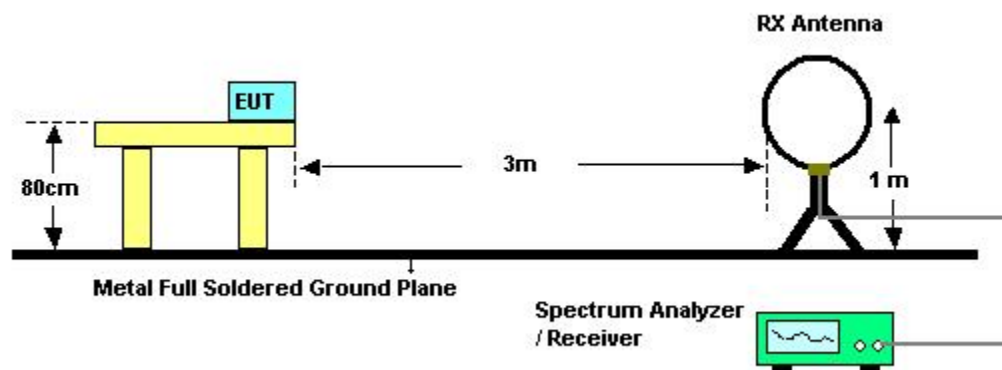 RX Antenna
EUT
3m
80cm
1 m
Metal Full Soldered Ground Plane
Spectrum Analyzer
/ Receiver